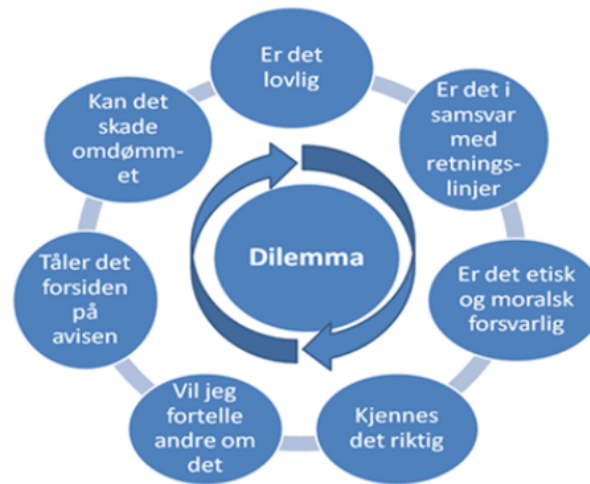 Er det
lovlig
Er det i
samsvar
med
retnings-
linjer
Er det etisk
og moralsk
forsvarlig
Kjennes
det riktig
Vil jeg
fortelle
andre om
det
Tåler det
forsiden
på
avisen
Kan det
skade
omdømm-
et
Dilemma